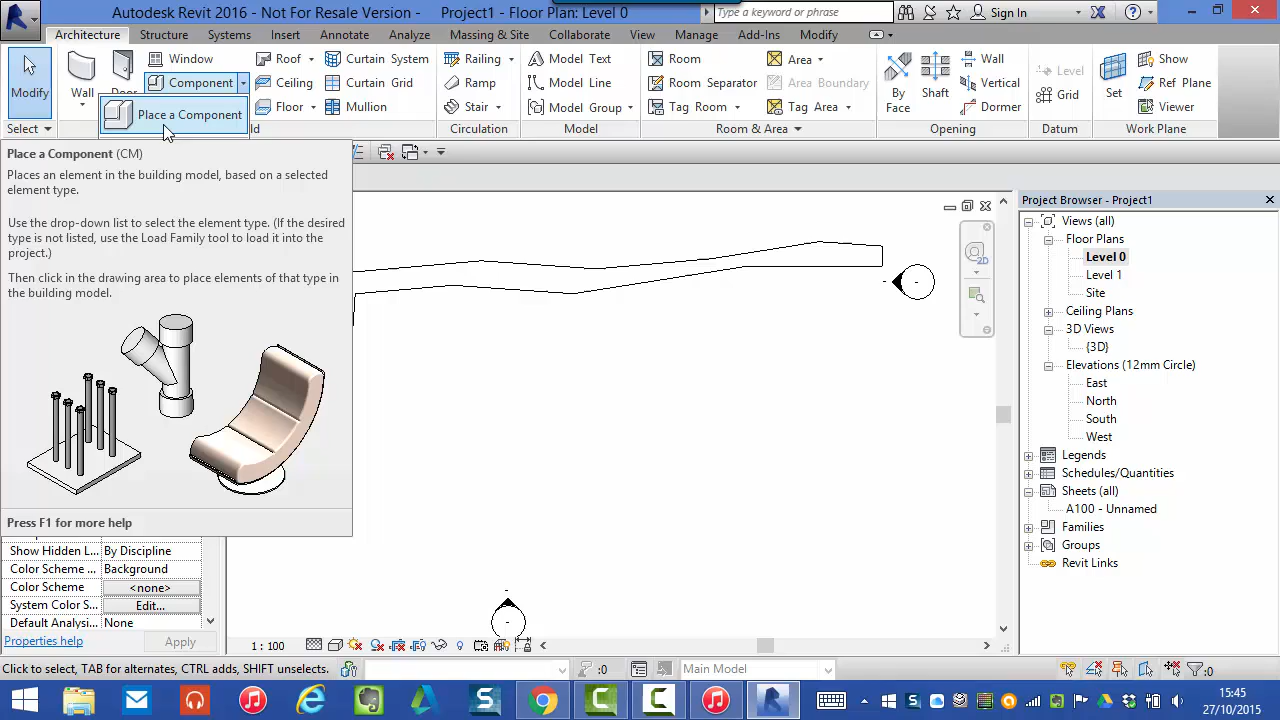 Autodesk Revit 2016 - Not For Resale Version - Project1 - Floor Plan: Level 0
Type a keyword or phrase
Sign In
Architecture Structure Systems Insert Annotate Analyze Massing & Site Collaborate View Manage Add-Ins Modify
Modify
Wall
Window
Component
Place a Component
Roof
Ceiling
Floor
Curtain System
Curtain Grid
Mullion
Railing
Ramp
Stair
Model Text
Model Line
Model Group
Room
Room Separator
Tag Room
Area
Area Boundary
Tag Area
By Face
Shaft
Wall
Vertical
Dormer
Level
Grid
Set
Show
Ref Plane
Viewer
Select
Circulation
Model
Room & Area
Opening
Datum
Work Plane
Place a Component (CM)
Places an element in the building model, based on a selected
element type.
Use the drop-down list to select the element type. (If the desired
type is not listed, use the Load Family tool to load it into the
project.)
Then click in the drawing area to place elements of that type in
the building model.
Press F1 for more help
Show Hidden L... By Discipline
Color Scheme ... Background
Color Scheme <none>
System Color S... Edit...
Default Analysi... None
Properties help Apply
2D
1 : 100
Project Browser - Project1
Views (all)
Floor Plans
Level 0
Level 1
Site
Ceiling Plans
3D Views
{3D}
Elevations (12mm Circle)
East
North
South
West
Legends
Schedules/Quantities
Sheets (all)
A100 - Unnamed
Families
Groups
Revit Links
Click to select, TAB for alternates, CTRL adds, SHIFT unselects.
:0
Main Model
:0
15:45
27/10/2015